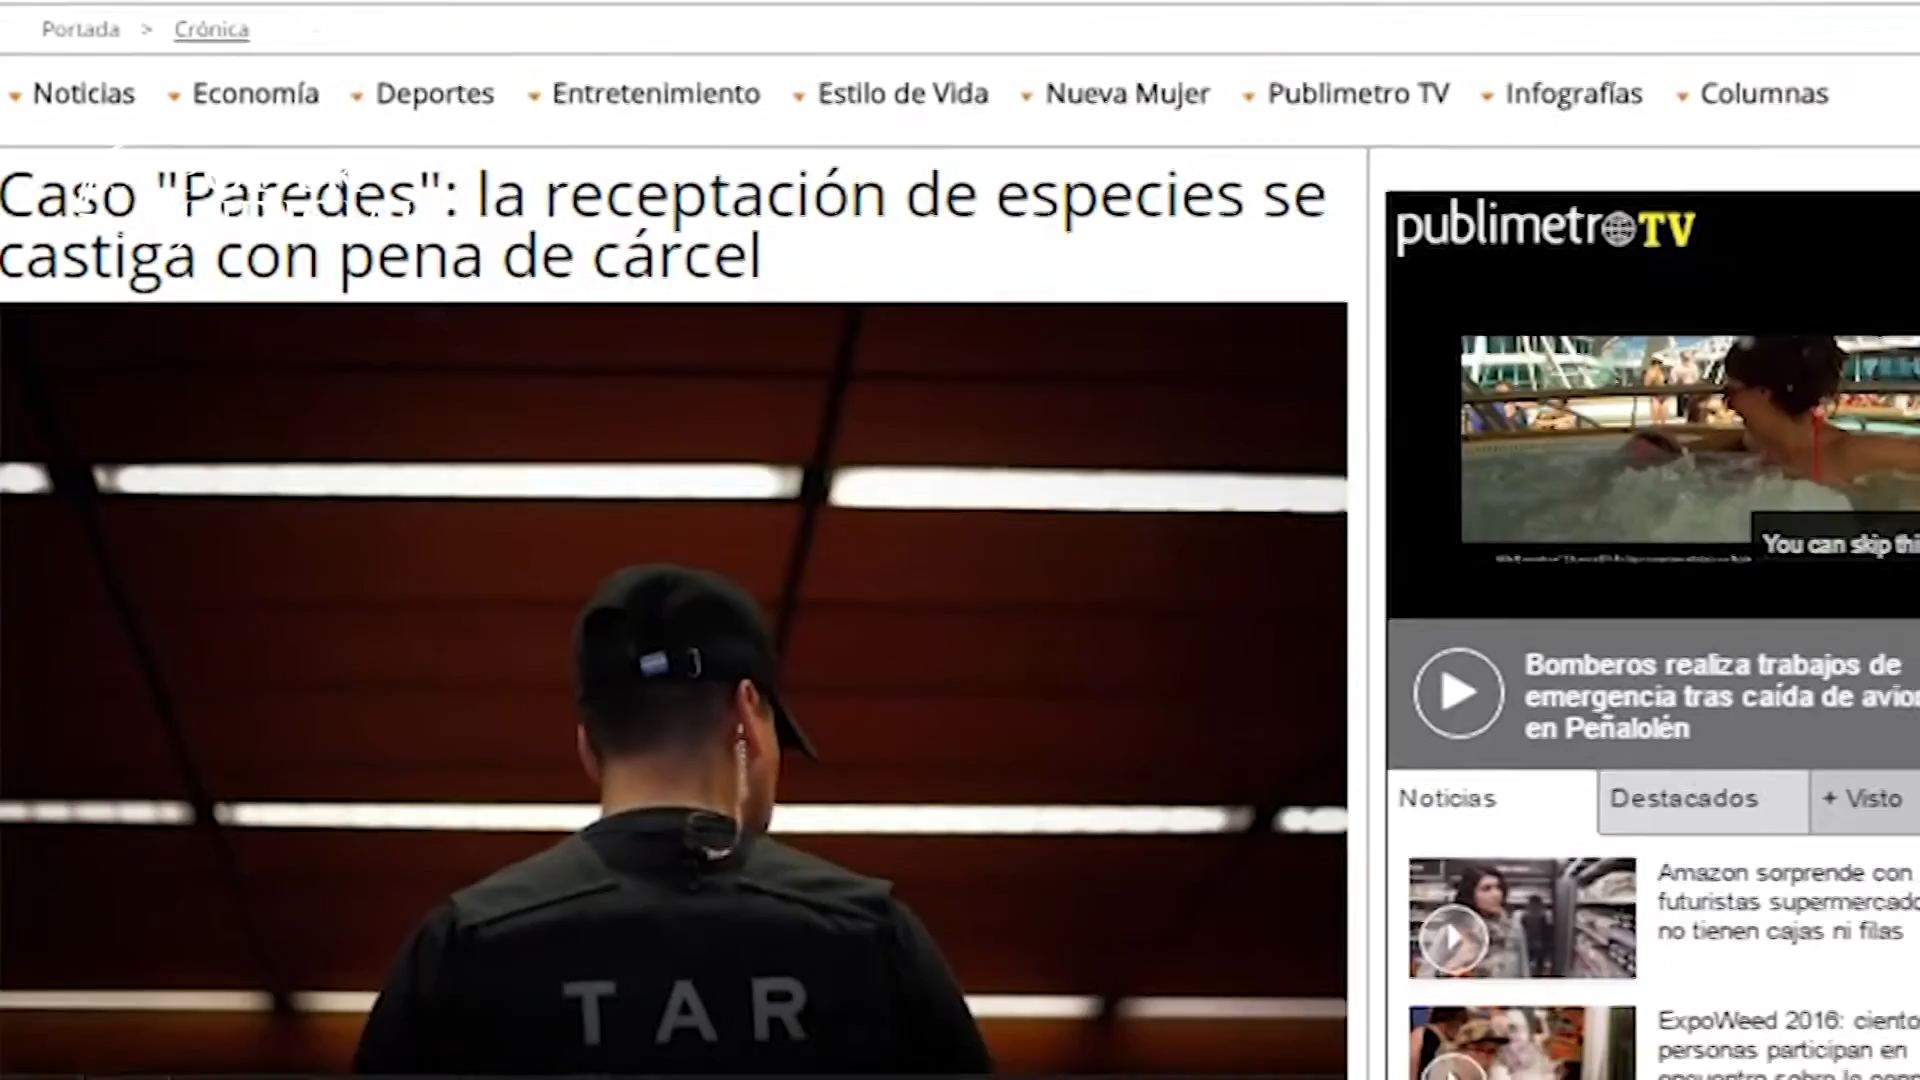 Portada > Crónica
Noticias Economía Deportes Entretenimiento Estilo de Vida Nueva Mujer Publimetro TV Infografías Columnas
Caso "Paredes": la receptación de especies se
castiga con pena de cárcel
TAR
publimetro TV
You can skip
Bomberos realiza trabajos de
emergencia tras caída de
en Peñalolén
Noticias Destacados + Visto
Amazon sorprende con
futuristas
no tienen cajas ni filas
ExpoWeed 2016:
personas participan en